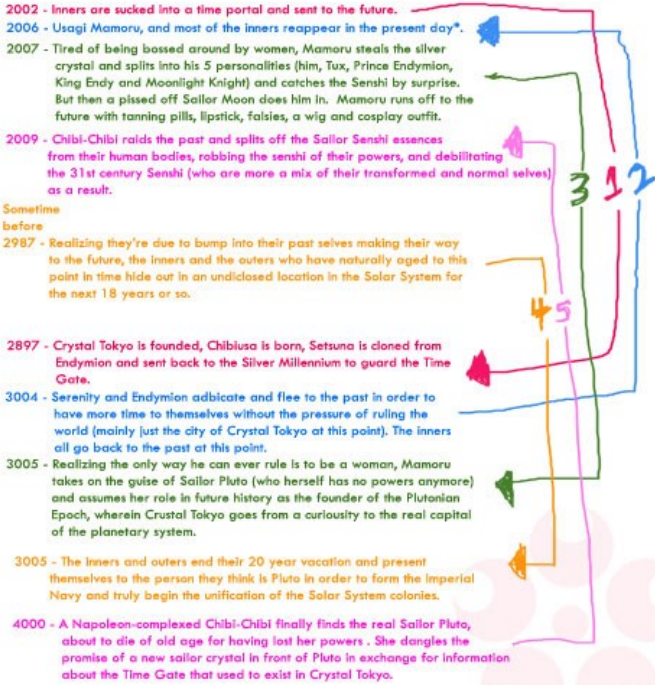 2002 - Inners are sucked into a time portal and sent to the future.
2006 - Usagi Mamoru, and most of the inners reappear in the present day*.
2007 - Tired of being bossed around by women, Mamoru steals the silver
crystal and splits into his 5 personalities (him, Tux, Prince Endymion,
King Endy and Moonlight Knight) and catches the Senshi by surprise.
But then a pissed off Sailor Moon does him in. Mamoru runs off to the
future with tanning pills, lipstick, falsies, a wig and cosplay outfit.
2009 - Chibi-Chibi raids the past and splits off the Sailor Senshi essences
from their human bodies, robbing the senshi of their powers, and debilitating
the 31st century Senshi (who are more a mix of their transformed and normal selves)
as a result.
Sometime
before
2987 - Realizing they're due to bump into their past selves making their way
to the future, the inners and the outers who have naturally aged to this
point in time hide out in an undiclosed location in the Solar System for
the next 18 years or so.
3 1 2
4 5
2897 - Crystal Tokyo is founded, Chibiusa is born, Setsuna is cloned from
Endymion and sent back to the Silver Millennium to guard the Time
Gate.
3004 - Serenity and Endymion adbicate and flee to the past in order to
have more time to themselves without the pressure of ruling the
world (mainly just the city of Crystal Tokyo at this point). The inners
all go back to the past at this point.
3005 - Realizing the only way he can ever rule is to be a woman, Mamoru
takes on the guise of Sailor Pluto (who herself has no powers anymore)
and assumes her role in future history as the founder of the Plutonian
Epoch, wherein Crustal Tokyo goes from a curiousity to the real capital
of the planetary system.
3005 - The Inners and outers end their 20 year vacation and present
themselves to the person they think is Pluto in order to form the Imperial
Navy and truly begin the unification of the Solar System colonies.
4000 - A Napoleon-complexed Chibi-Chibi finally finds the real Sailor Pluto,
about to die of old age for having lost her powers . She dangles the
promise of a new sailor crystal in front of Pluto in exchange for information
about the Time Gate that used to exist in Crystal Tokyo.